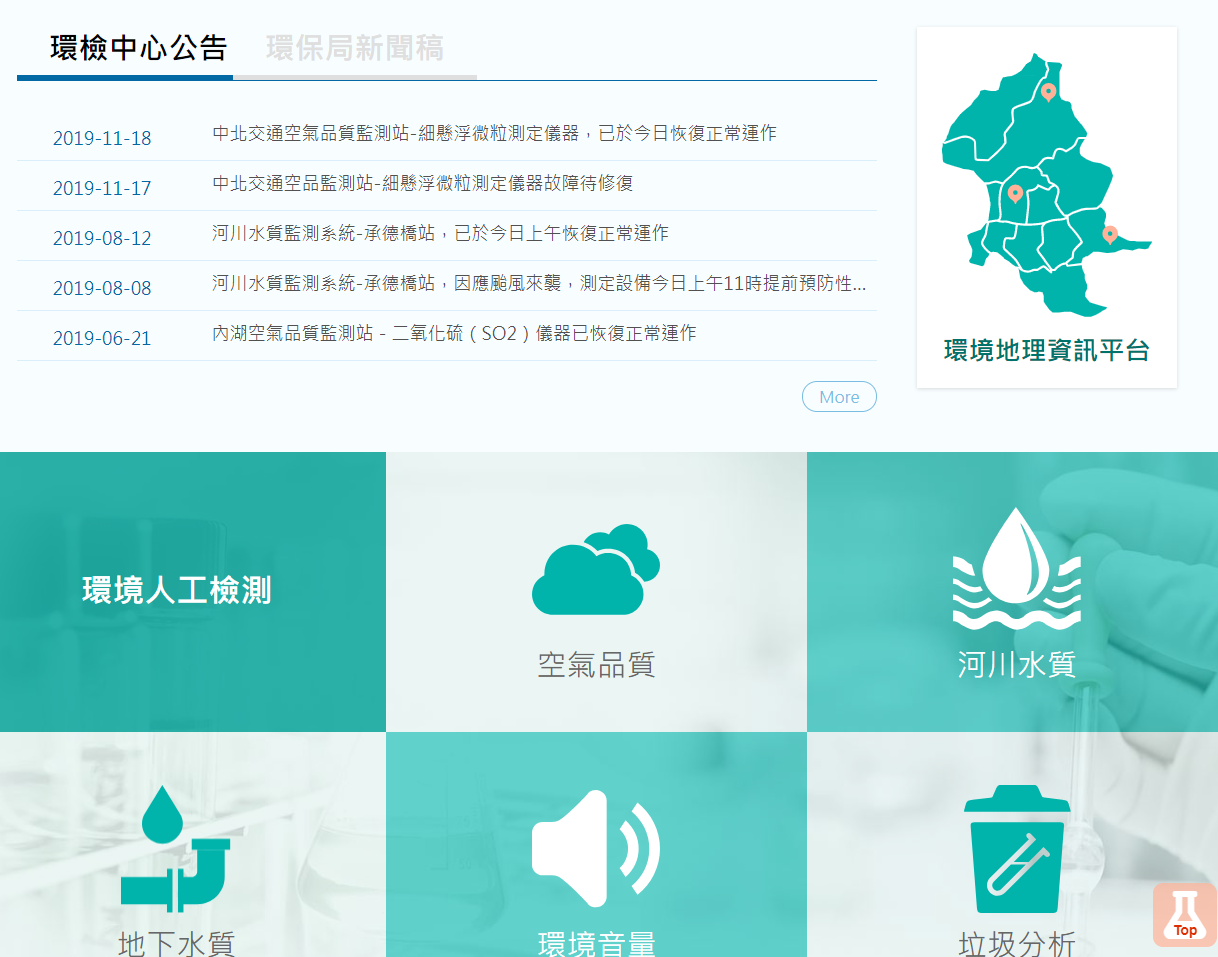 環檢中心公告 環保局新聞稿
2019-11-18 中北交通空氣品質監測站-細懸浮微粒測定儀器，已於今日恢復正常運作
2019-11-17 中北交通空品監測站-細懸浮微粒測定儀器故障待修復
2019-08-12 河川水質監測系統-承德橋站，已於今日上午恢復正常運作
2019-08-08 河川水質監測系統-承德橋站，因應颱風來襲，測定設備今日上午11時提前預防性...
2019-06-21 內湖空氣品質監測站 - 二氧化硫 ( SO2 ) 儀器已恢復正常運作
More
環境地理資訊平台
環境人工檢測
空氣品質
河川水質
地下水質
環境音量
垃圾分析
Top